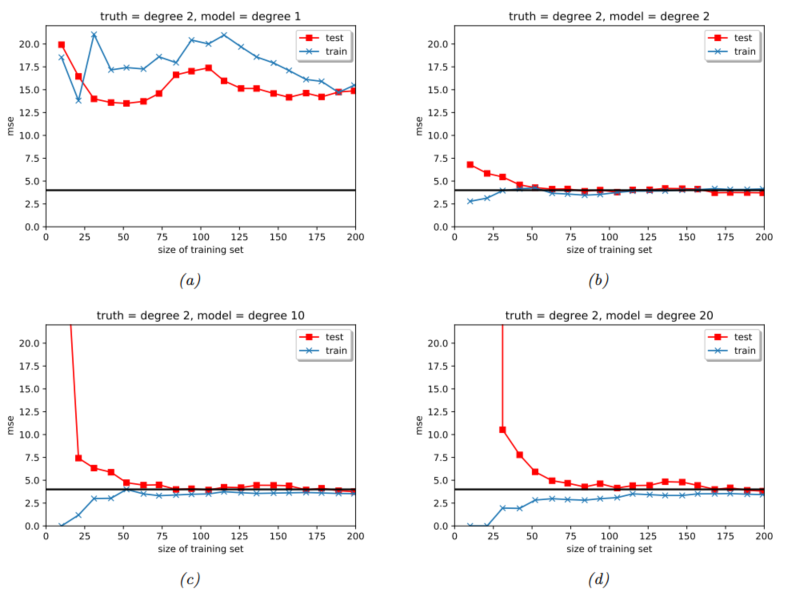 truth = degree 2, model = degree 1
20.0
17.5
15.0
12.5
10.0
7.5
5.0
2.5
0.0
mse
test
train
0 25 50 75 100 125 150 175 200
size of training set
(a)
truth = degree 2, model = degree 2
20.0
17.5
15.0
12.5
10.0
7.5
5.0
2.5
0.0
mse
test
train
0 25 50 75 100 125 150 175 200
size of training set
(b)
truth = degree 2, model = degree 10
20.0
17.5
15.0
12.5
10.0
7.5
5.0
2.5
0.0
mse
test
train
0 25 50 75 100 125 150 175 200
size of training set
(c)
truth = degree 2, model = degree 20
20.0
17.5
15.0
12.5
10.0
7.5
5.0
2.5
0.0
mse
test
train
0 25 50 75 100 125 150 175 200
size of training set
(d)